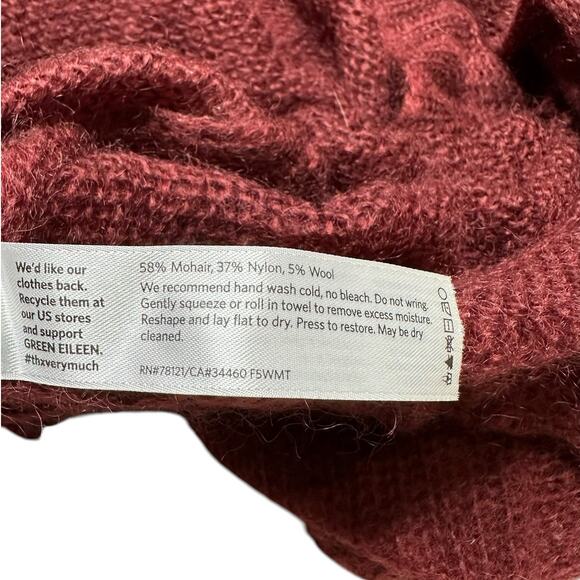 We'd like our
clothes back.
Recycle them at
our US stores
and support
GREEN EILEEN.
#thxverymuch
58% Mohair, 37% Nylon, 5% Wool
We recommend hand wash cold, no bleach. Do not wring.
Gently squeeze or roll in towel to remove excess moisture.
Reshape and lay flat to dry. Press to restore. May be dry
cleaned.
RN#78121/CA#34460 F5WMT